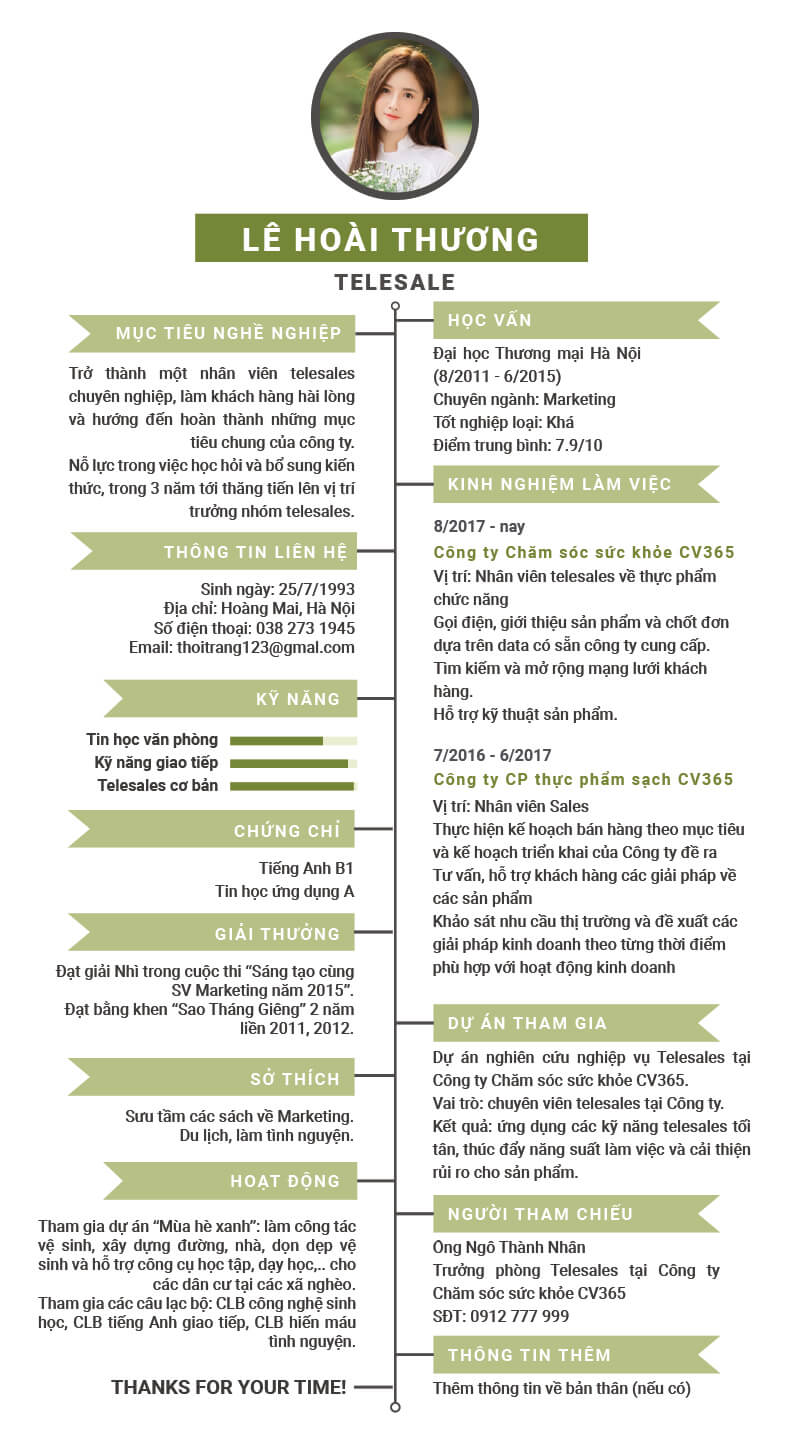 LÊ HOÀI THƯƠNG
TELESALE
MỤC TIÊU NGHỀ NGHIỆP
Trở thành một nhân viên telesales
chuyên nghiệp, làm khách hàng hài lòng
và hướng đến hoàn thành những mục
tiêu chung của công ty.
Nỗ lực trong việc học hỏi và bổ sung kiến
thức, trong 3 năm tới thăng tiến lên vị trí
trưởng nhóm telesales.
THÔNG TIN LIÊN HỆ
Sinh ngày: 25/7/1993
Địa chỉ: Hoàng Mai, Hà Nội
Số điện thoại: 038 273 1945
Email: thoitrang123@gmal.com
KỸ NĂNG
Tin học văn phòng
Kỹ năng giao tiếp
Telesales cơ bản
CHỨNG CHỈ
Tiếng Anh B1
Tin học ứng dụng A
GIẢI THƯỞNG
Đạt giải Nhì trong cuộc thi “Sáng tạo cùng
SV Marketing năm 2015”.
Đạt bằng khen “Sao Tháng Giêng” 2 năm
liền 2011, 2012.
SỞ THÍCH
Sưu tầm các sách về Marketing.
Du lịch, làm tình nguyện.
HOẠT ĐỘNG
Tham gia dự án “Mùa hè xanh”: làm công tác
vệ sinh, xây dựng đường, nhà, dọn dẹp vệ
sinh và hỗ trợ công cụ học tập, dạy học,.. cho
các dân cư tại các xã nghèo.
Tham gia các câu lạc bộ: CLB công nghệ sinh
học, CLB tiếng Anh giao tiếp, CLB hiến máu
tình nguyện.
THANKS FOR YOUR TIME!
HỌC VẤN
Đại học Thương mại Hà Nội
(8/2011 - 6/2015)
Chuyên ngành: Marketing
Tốt nghiệp loại: Khá
Điểm trung bình: 7.9/10
KINH NGHIỆM LÀM VIỆC
8/2017 - nay
Công ty Chăm sóc sức khỏe CV365
Vị trí: Nhân viên telesales về thực phẩm
chức năng
Gọi điện, giới thiệu sản phẩm và chốt đơn
dựa trên data có sẵn công ty cung cấp.
Tìm kiếm và mở rộng mạng lưới khách
hàng.
Hỗ trợ kỹ thuật sản phẩm.
7/2016 - 6/2017
Công ty CP thực phẩm sạch CV365
Vị trí: Nhân viên Sales
Thực hiện kế hoạch bán hàng theo mục tiêu
và kế hoạch triển khai của Công ty đề ra
Tư vấn, hỗ trợ khách hàng các giải pháp về
các sản phẩm
Khảo sát nhu cầu thị trường và đề xuất các
giải pháp kinh doanh theo từng thời điểm
phù hợp với hoạt động kinh doanh
DỰ ÁN THAM GIA
Dự án nghiên cứu nghiệp vụ Telesales tại
Công ty Chăm sóc sức khỏe CV365.
Vai trò: chuyên viên telesales tại Công ty.
Kết quả: ứng dụng các kỹ năng telesales tối
tân, thúc đẩy năng suất làm việc và cải thiện
rủi ro cho sản phẩm.
NGƯỜI THAM CHIẾU
Ông Ngô Thành Nhân
Trưởng phòng Telesales tại Công ty
Chăm sóc sức khỏe CV365
SĐT: 0912 777 999
THÔNG TIN THÊM
Thêm thông tin về bản thân (nếu có)